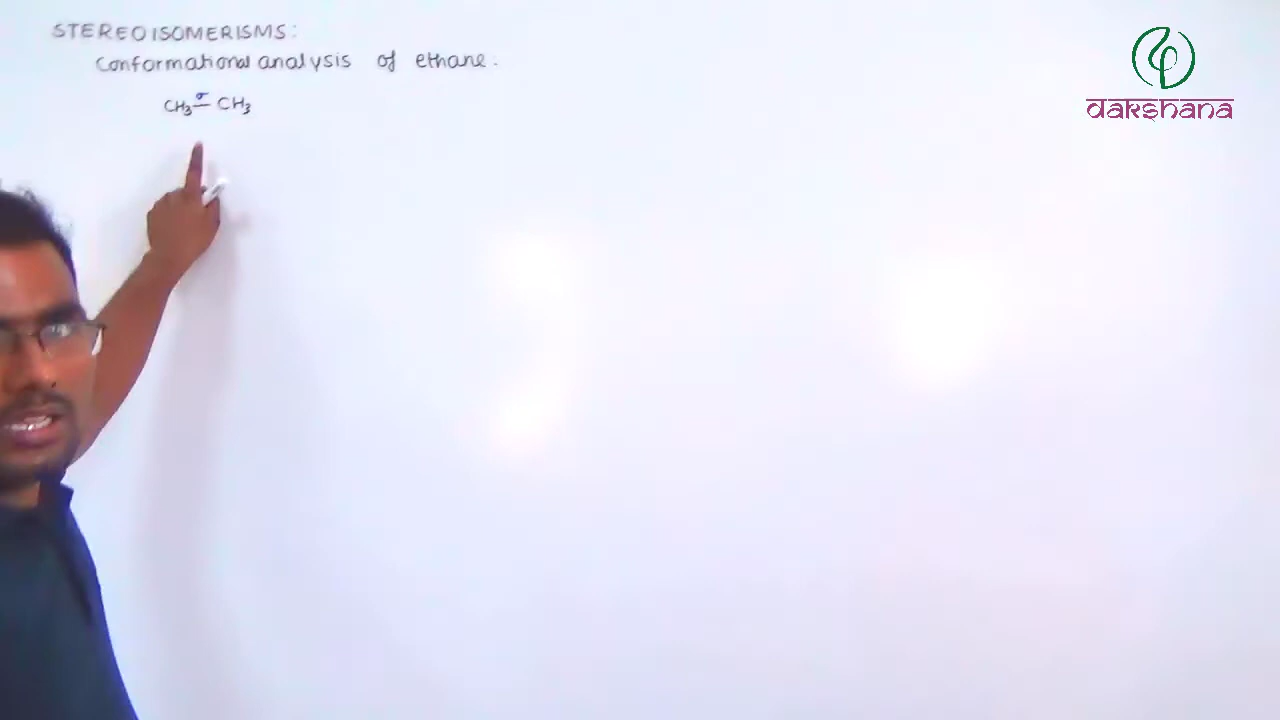 STEREOISOMERISMS:
Conformational analysis of ethane.
CH₃ —σ— CH₃
dakshana